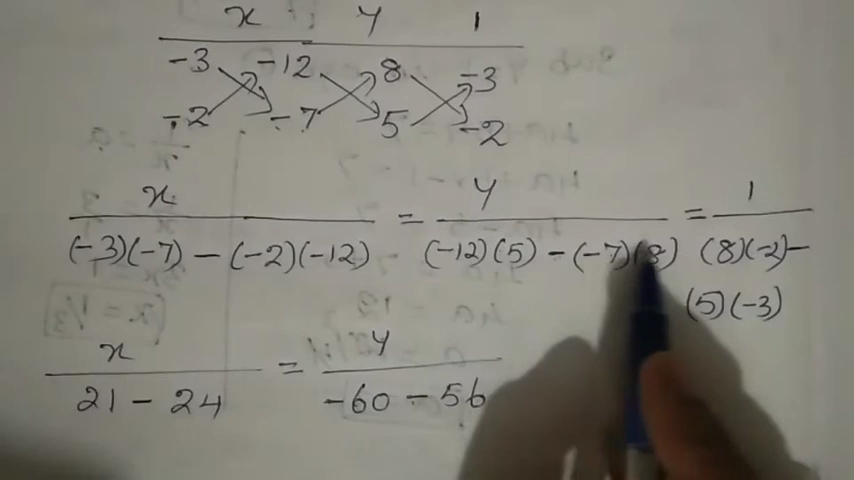 x y 1
-3 -12 8 -3
-2 -7 5 -2
x / (-3)(-7) - (-2)(-12) = y / (-12)(5) - (-7)(8) = 1 / (8)(-2) -
(5)(-3)
x / 21 - 24 = y / -60 - 56